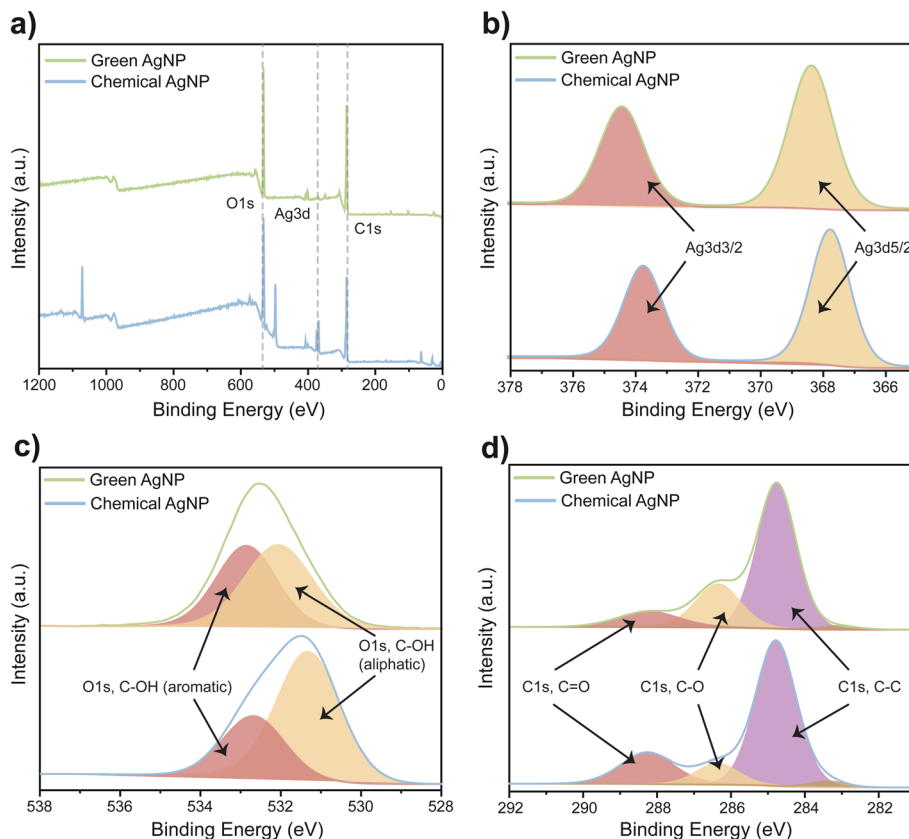 a)
Green AgNP
Chemical AgNP
O1s
Ag3d
C1s
Intensity (a.u.)
1200 1000 800 600 400 200 0
Binding Energy (eV)
b)
Green AgNP
Chemical AgNP
Ag3d3/2
Ag3d5/2
Intensity (a.u.)
378 376 374 372 370 368 366
Binding Energy (eV)
c)
Green AgNP
Chemical AgNP
O1s, C-OH
(aliphatic)
O1s, C-OH (aromatic)
Intensity (a.u.)
538 536 534 532 530 528
Binding Energy (eV)
d)
Green AgNP
Chemical AgNP
C1s, C=O
C1s, C-O
C1s, C-C
Intensity (a.u.)
292 290 288 286 284 282
Binding Energy (eV)